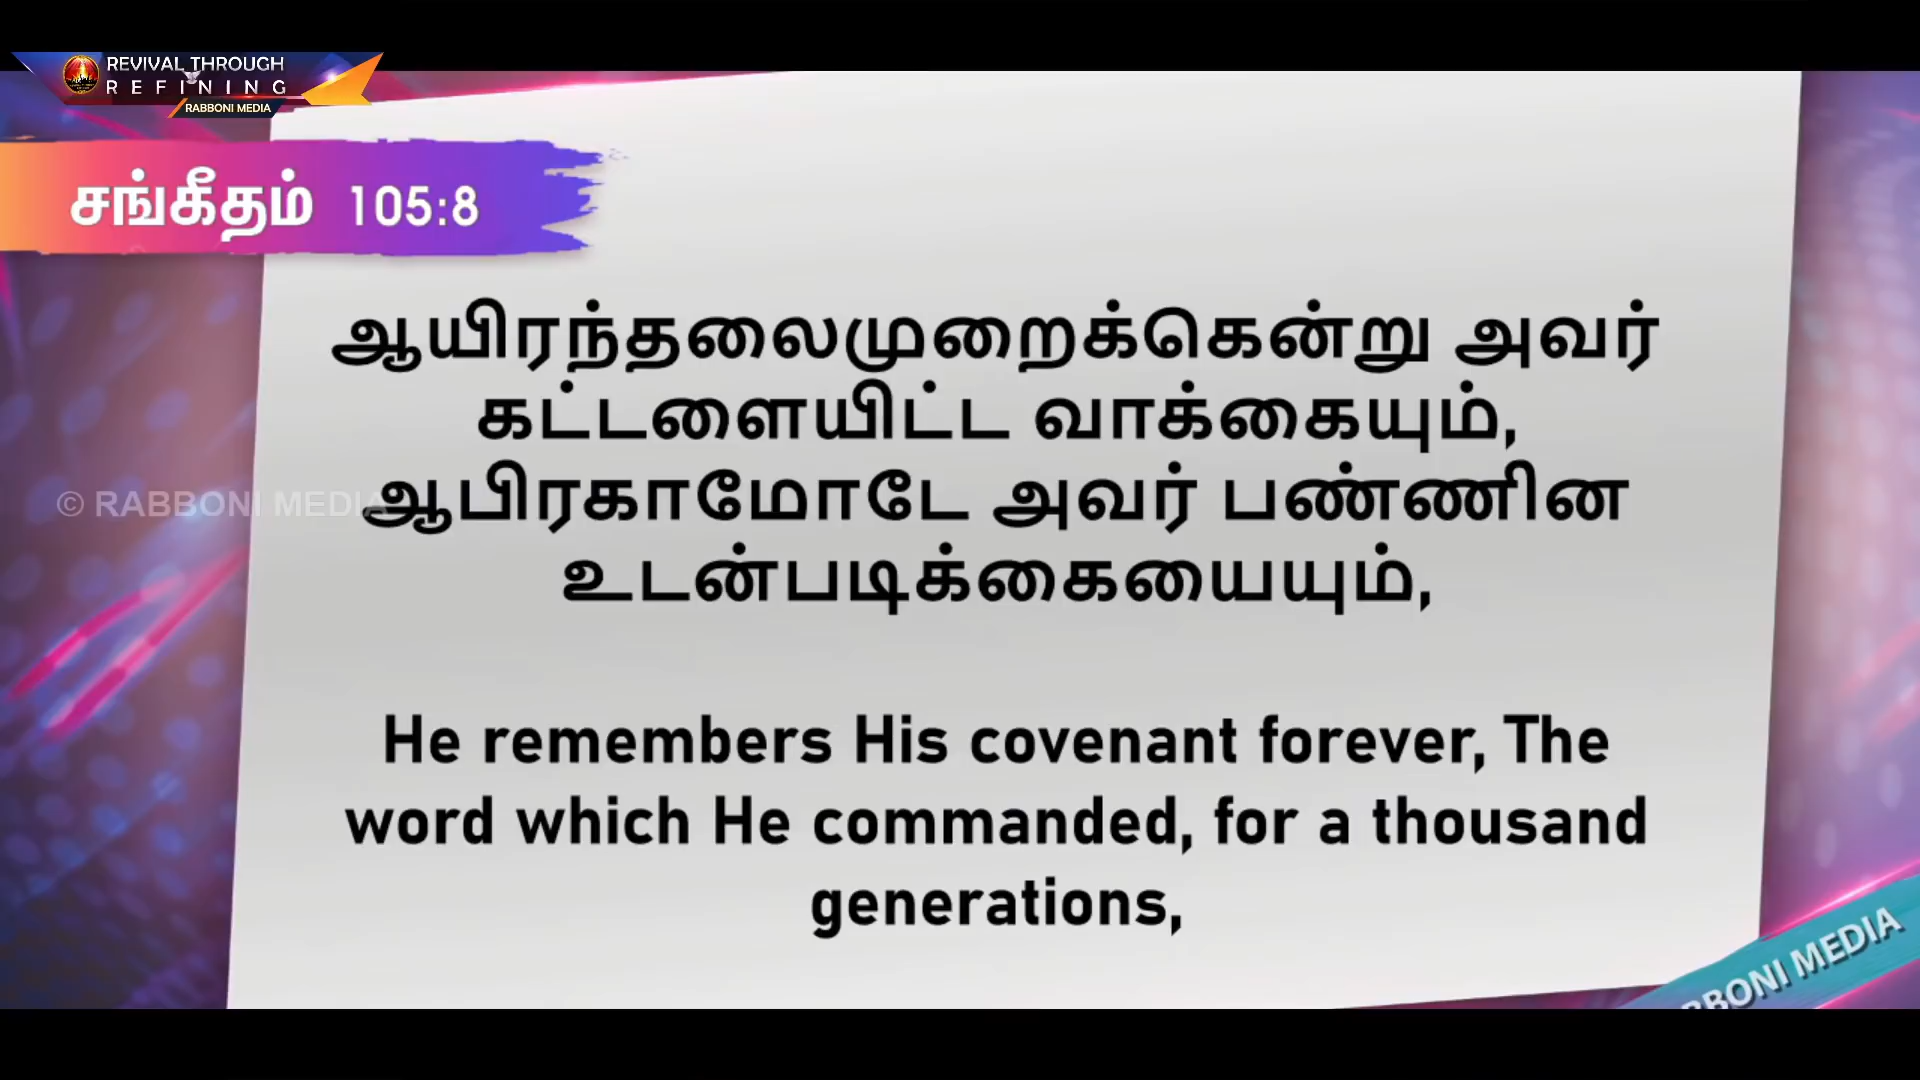 REVIVAL THROUGH
REFINING
RABBONI MEDIA
சங்கீதம் 105:8
ஆயிரந்தலைமுறைக்கென்று அவர்
கட்டளையிட்ட வாக்கையும்,
© RABBONI MEDIA
ஆபிரகாமோடே அவர் பண்ணின
உடன்படிக்கையையும்,
He remembers His covenant forever, The
word which He commanded, for a thousand
generations,
BBONI MEDIA